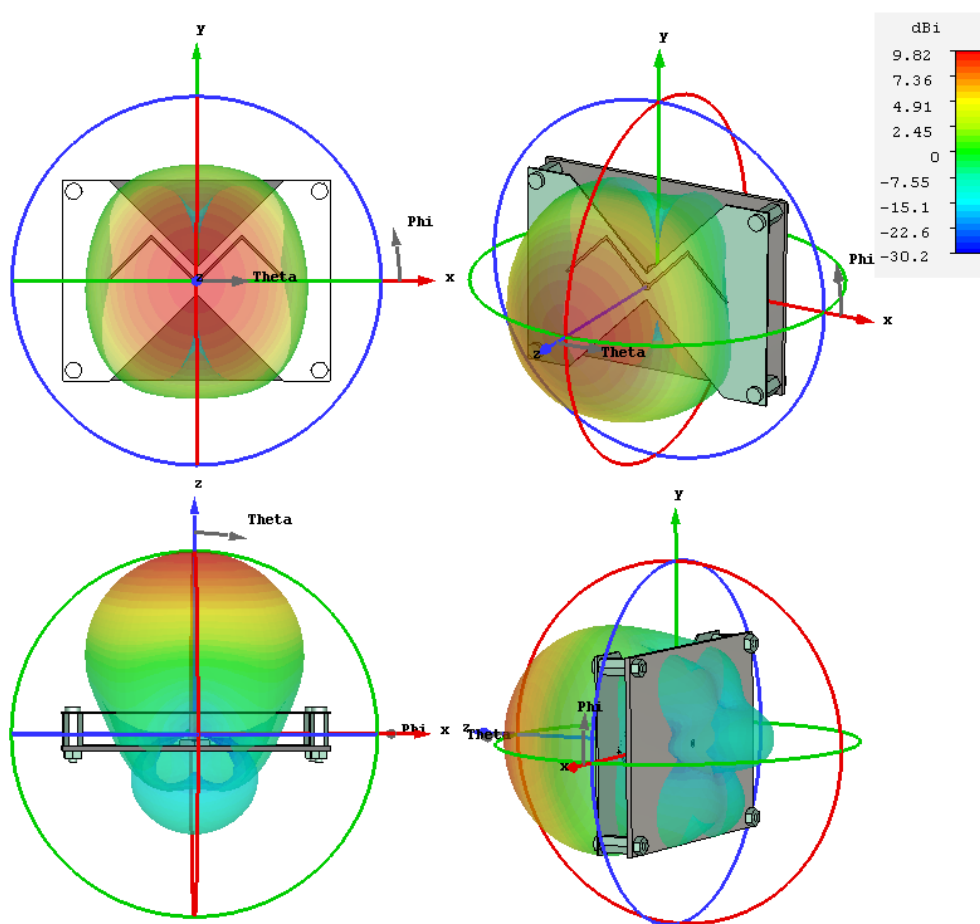 y
Phi
z
Theta
x
y
Phi
x
z
Theta
dBi
9.82
7.36
4.91
2.45
0
-7.55
-15.1
-22.6
-30.2
z
Theta
Phi
x
y
Phi
z
Theta
x